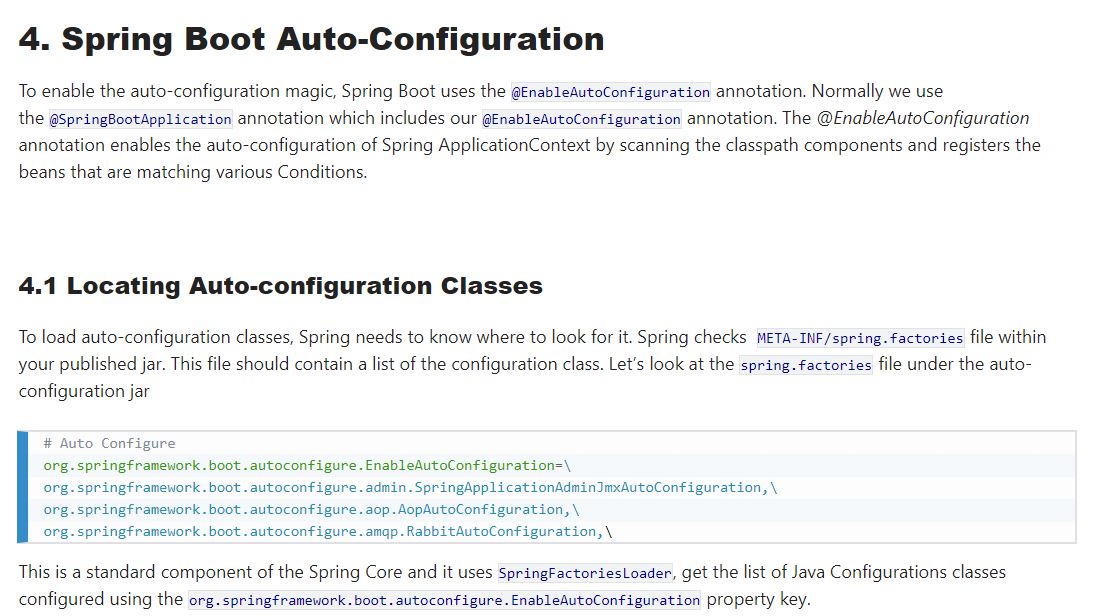 4. Spring Boot Auto-Configuration
To enable the auto-configuration magic, Spring Boot uses the @EnableAutoConfiguration annotation. Normally we use
the @SpringBootApplication annotation which includes our @EnableAutoConfiguration annotation. The @EnableAutoConfiguration
annotation enables the auto-configuration of Spring ApplicationContext by scanning the classpath components and registers the
beans that are matching various Conditions.
4.1 Locating Auto-configuration Classes
To load auto-configuration classes, Spring needs to know where to look for it. Spring checks META-INF/spring.factories file within
your published jar. This file should contain a list of the configuration class. Let’s look at the spring.factories file under the auto-
configuration jar
# Auto Configure
org.springframework.boot.autoconfigure.EnableAutoConfiguration=\
org.springframework.boot.autoconfigure.admin.SpringApplicationAdminJmxAutoConfiguration,\
org.springframework.boot.autoconfigure.aop.AopAutoConfiguration,\
org.springframework.boot.autoconfigure.amqp.RabbitAutoConfiguration,\
This is a standard component of the Spring Core and it uses SpringFactoriesLoader, get the list of Java Configurations classes
configured using the org.springframework.boot.autoconfigure.EnableAutoConfiguration property key.